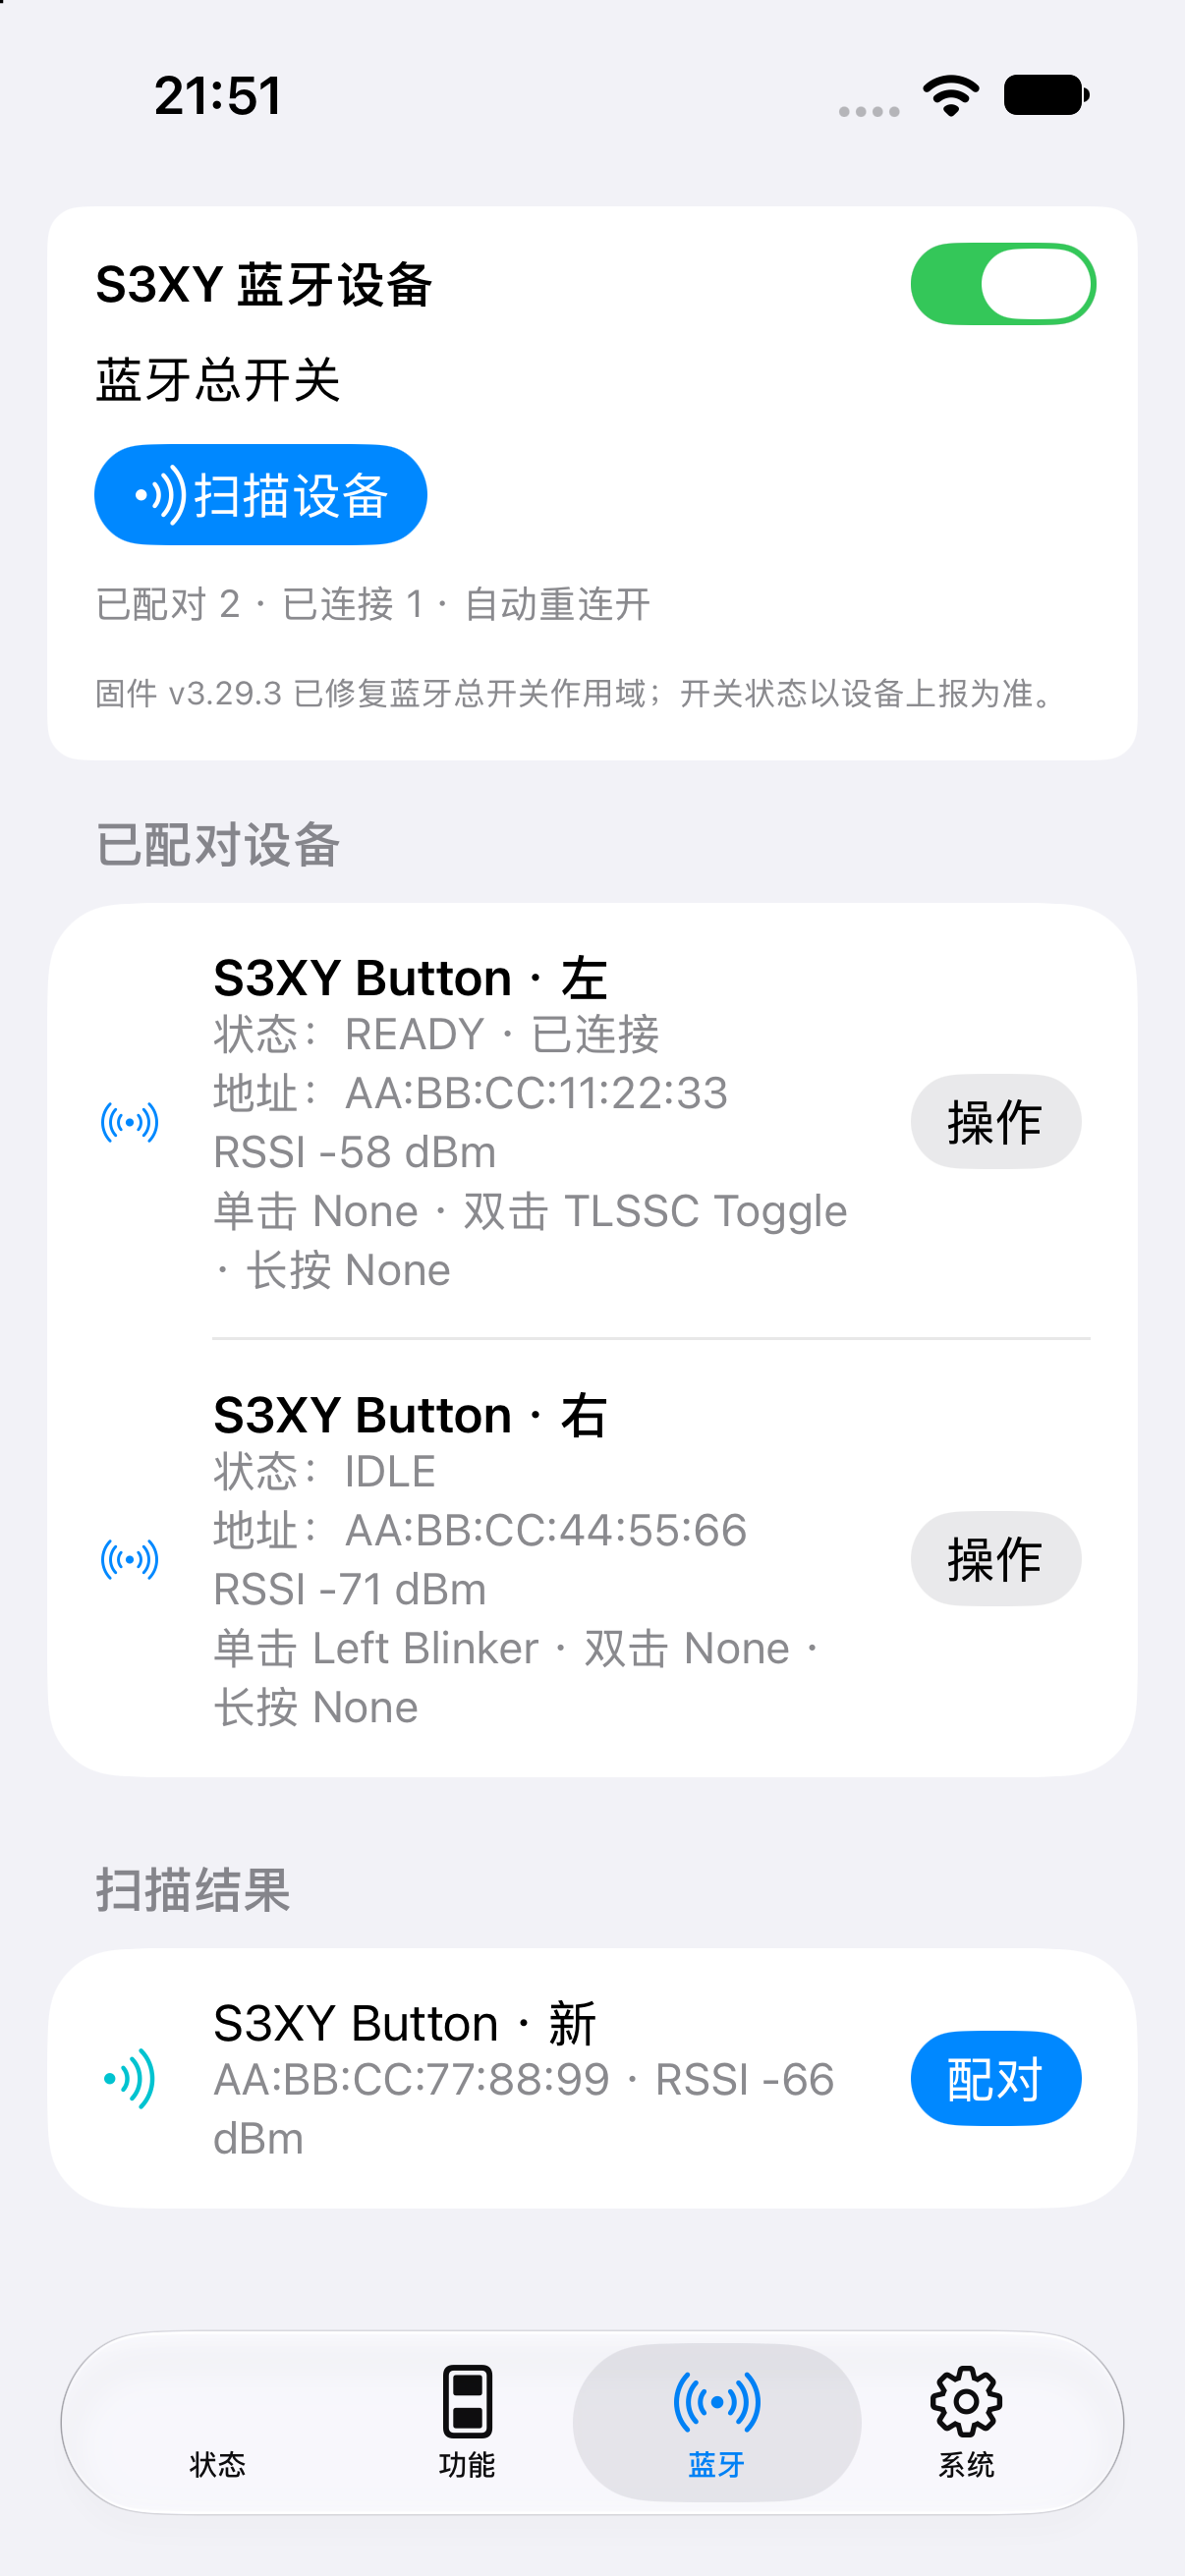 21:51
S3XY 蓝牙设备
蓝牙总开关
扫描设备
已配对 2 · 已连接 1 · 自动重连开
固件 v3.29.3 已修复蓝牙总开关作用域；开关状态以设备上报为准。
已配对设备
S3XY Button · 左
状态：READY · 已连接
地址：AA:BB:CC:11:22:33
RSSI -58 dBm
单击 None · 双击 TLSSC Toggle
· 长按 None
操作
S3XY Button · 右
状态：IDLE
地址：AA:BB:CC:44:55:66
RSSI -71 dBm
单击 Left Blinker · 双击 None ·
长按 None
操作
扫描结果
S3XY Button · 新
AA:BB:CC:77:88:99 · RSSI -66
dBm
配对
状态
功能
蓝牙
系统